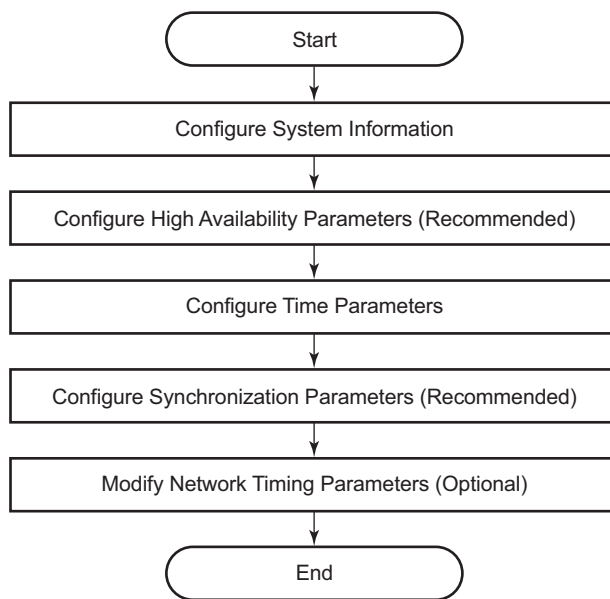 Start
Configure System Information
Configure High Availability Parameters (Recommended)
Configure Time Parameters
Configure Synchronization Parameters (Recommended)
Modify Network Timing Parameters (Optional)
End